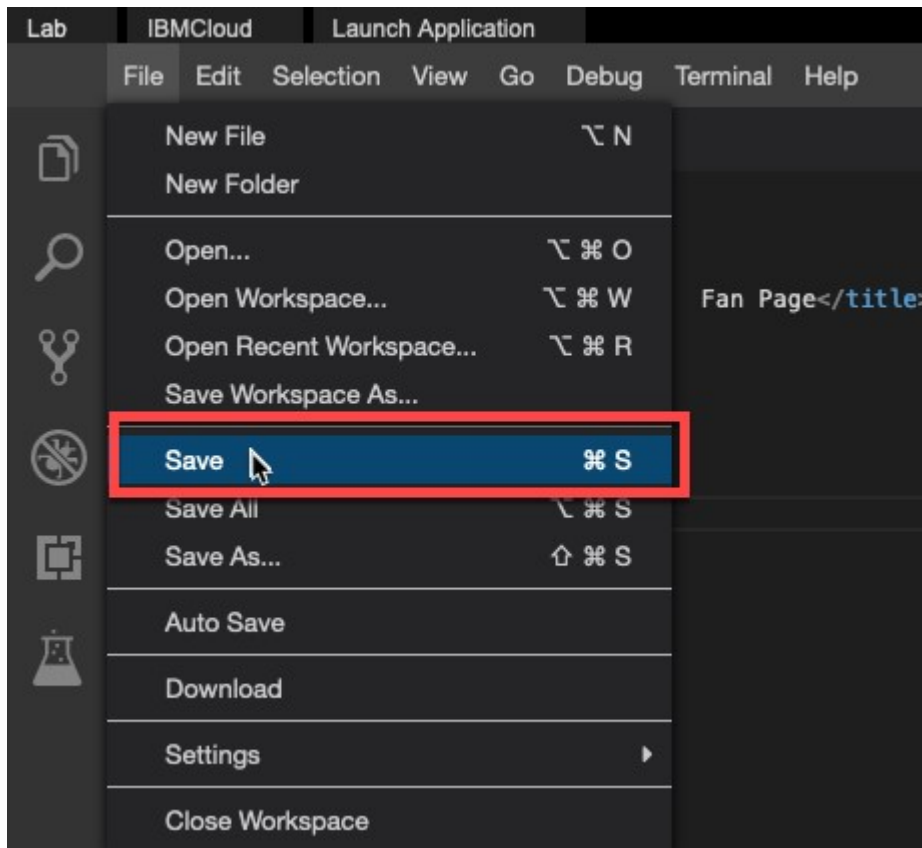 Lab IBMCloud Launch Application
File Edit Selection View Go Debug Terminal Help
New File ⌥ N
New Folder
Open... ⌥ ⌘ O
Open Workspace... ⌥ ⌘ W
Fan Page</title>
Open Recent Workspace... ⌥ ⌘ R
Save Workspace As...
Save ⌘ S
Save All ⌥ ⌘ S
Save As... ⇧ ⌘ S
Auto Save
Download
Settings
Close Workspace